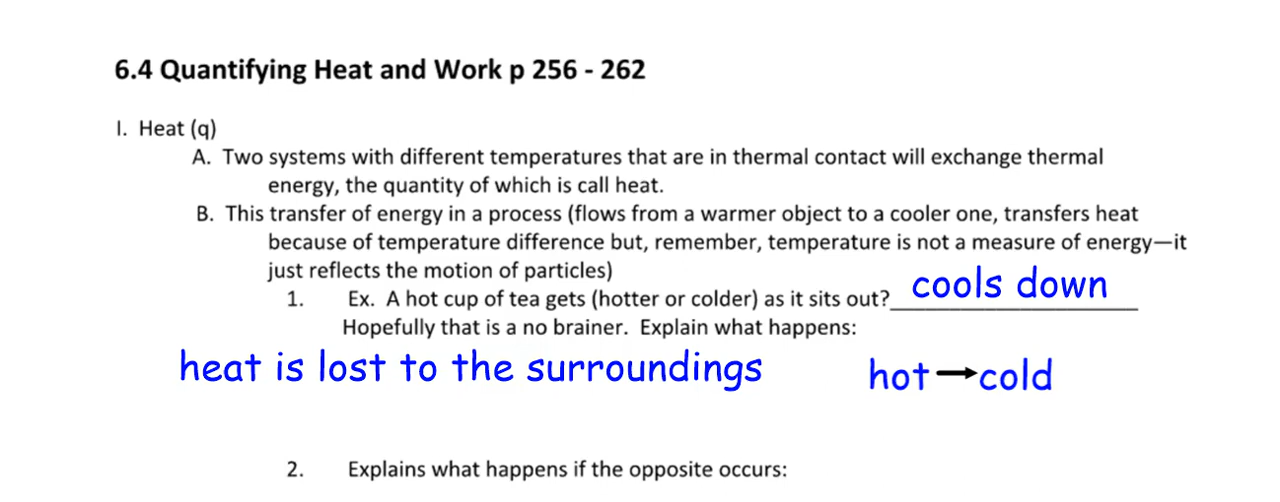 6.4 Quantifying Heat and Work p 256 - 262
I. Heat (q)
A. Two systems with different temperatures that are in thermal contact will exchange thermal
energy, the quantity of which is call heat.
B. This transfer of energy in a process (flows from a warmer object to a cooler one, transfers heat
because of temperature difference but, remember, temperature is not a measure of energy—it
just reflects the motion of particles)
1. Ex. A hot cup of tea gets (hotter or colder) as it sits out? cools down
Hopefully that is a no brainer. Explain what happens:
heat is lost to the surroundings hot→cold
2. Explains what happens if the opposite occurs: